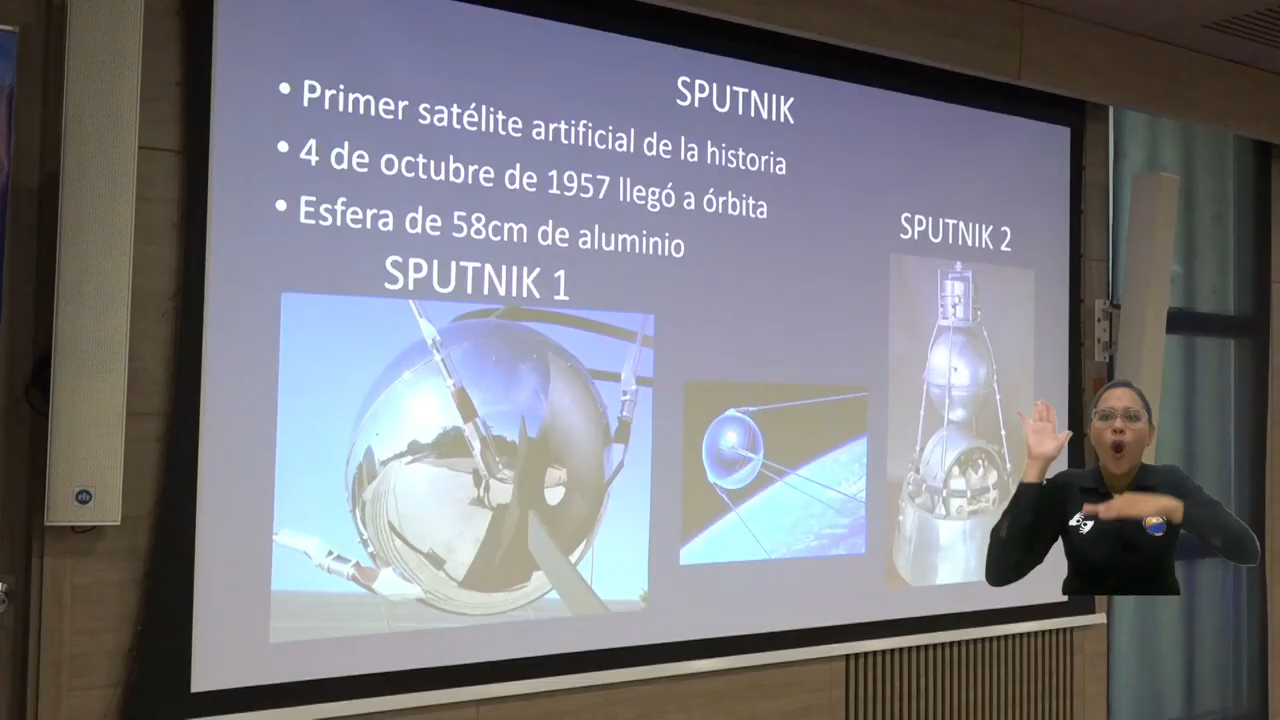 SPUTNIK
• Primer satélite artificial de la historia
• 4 de octubre de 1957 llegó a órbita
• Esfera de 58cm de aluminio
SPUTNIK 1
SPUTNIK 2